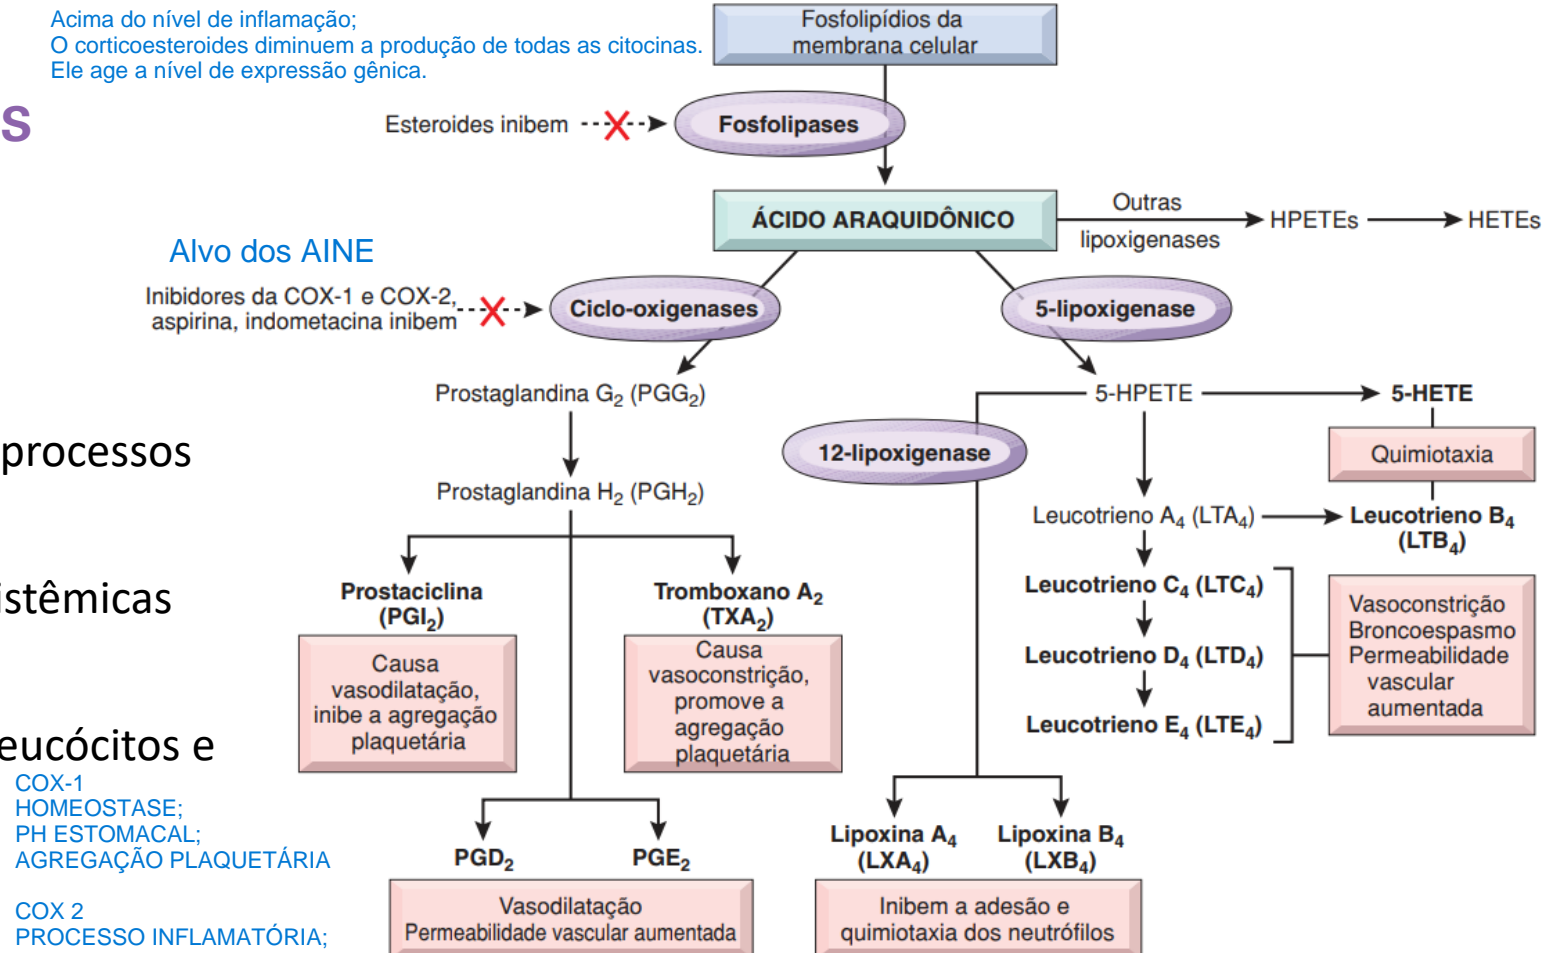 Acima do nível de inflamação;
O corticoesteroides diminuem a produção de todas as citocinas.
Ele age a nível de expressão gênica.
s
processos
istêmicas
eucócitos e
Fosfolipídios da
membrana celular
Esteroides inibem
Fosfolipases
ÁCIDO ARAQUIDÔNICO
Outras
lipoxigenases
HPETEs
HETEs
Alvo dos AINE
Inibidores da COX-1 e COX-2,
aspirina, indometacina inibem
Ciclo-oxigenases
5-lipoxigenase
Prostaglandina G₂ (PGG₂)
5-HPETE
5-HETE
12-lipoxigenase
Quimiotaxia
Prostaglandina H₂ (PGH₂)
Leucotrieno A₄ (LTA₄)
Leucotrieno B₄
(LTB₄)
Prostaciclina
(PGI₂)
Causa
vasodilatação,
inibe a agregação
plaquetária
Tromboxano A₂
(TXA₂)
Causa
vasoconstrição,
promove a
agregação
plaquetária
Leucotrieno C₄ (LTC₄)
Leucotrieno D₄ (LTD₄)
Leucotrieno E₄ (LTE₄)
Vasoconstrição
Broncoespasmo
Permeabilidade
vascular
aumentada
COX-1
HOMEOSTASE;
PH ESTOMACAL;
AGREGAÇÃO PLAQUETÁRIA
COX 2
PROCESSO INFLAMATÓRIA;
PGD₂
PGE₂
Vasodilatação
Permeabilidade vascular aumentada
Lipoxina A₄
(LXA₄)
Lipoxina B₄
(LXB₄)
Inibem a adesão e
quimiotaxia dos neutrófilos